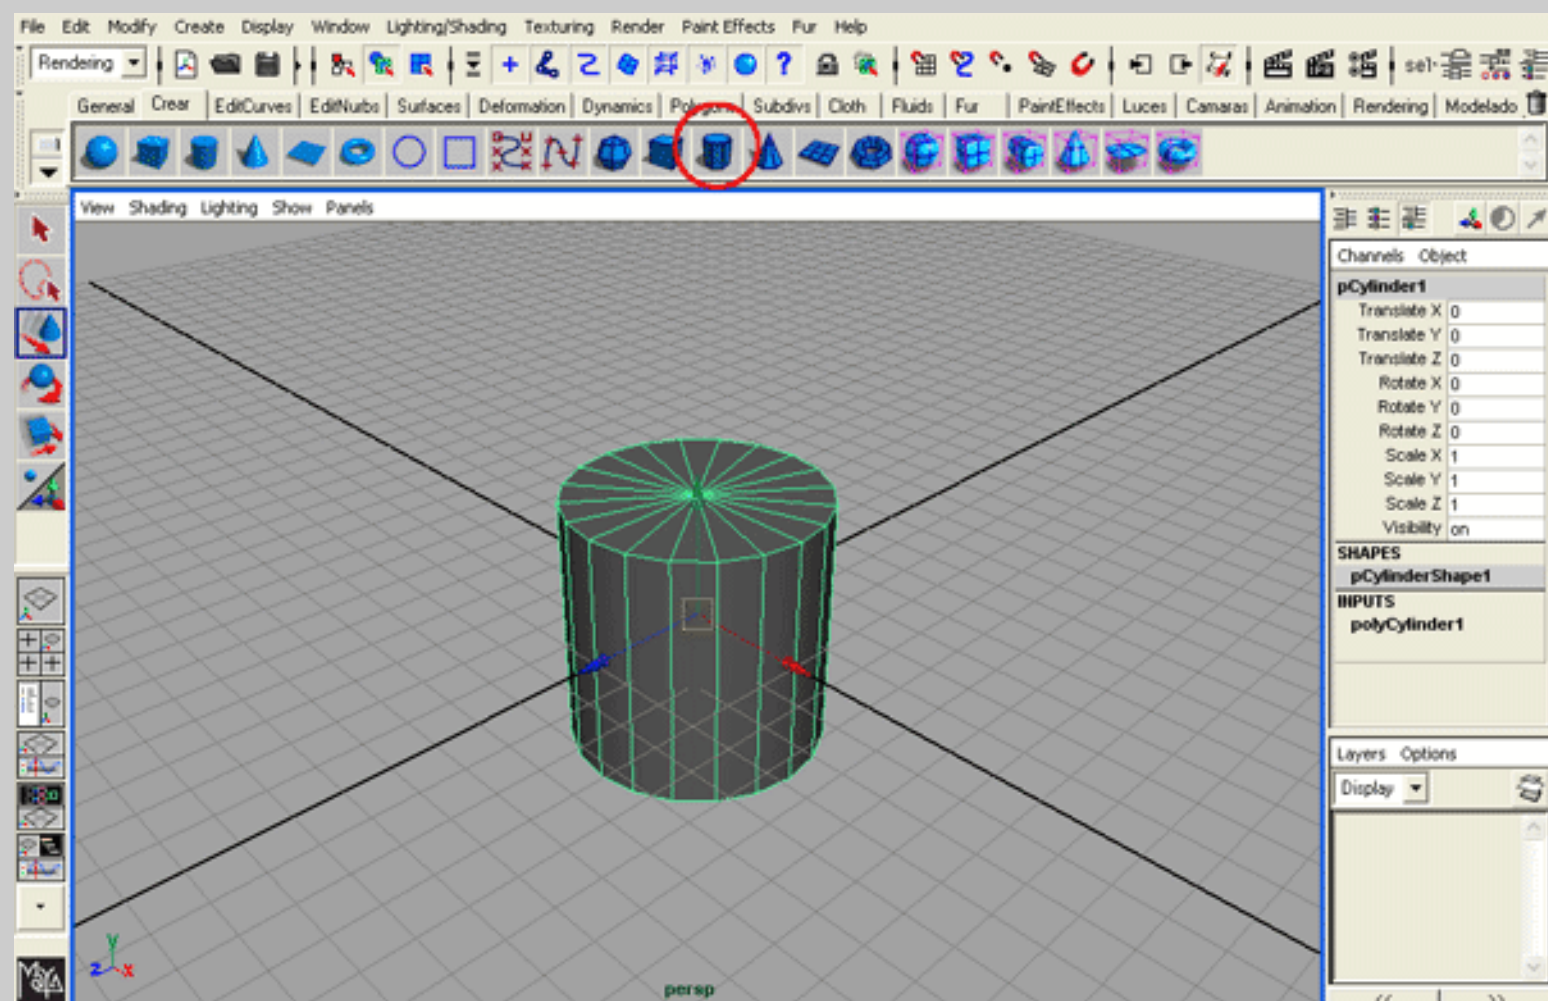 File Edit Modify Create Display Window Lighting/Shading Texturing Render Paint Effects Fur Help
Rendering
sel-
General Crear EditCurves EditNurbs Surfaces Deformation Dynamics Polygons Subdivs Cloth Fluids Fur PaintEffects Luces Camaras Animation Rendering Modelado
View Shading Lighting Show Panels
Channels Object
pCylinder1
Translate X 0
Translate Y 0
Translate Z 0
Rotate X 0
Rotate Y 0
Rotate Z 0
Scale X 1
Scale Y 1
Scale Z 1
Visibility on
SHAPES
pCylinderShape1
INPUTS
polyCylinder1
Layers Options
Display
y
z x
persp
MAYA